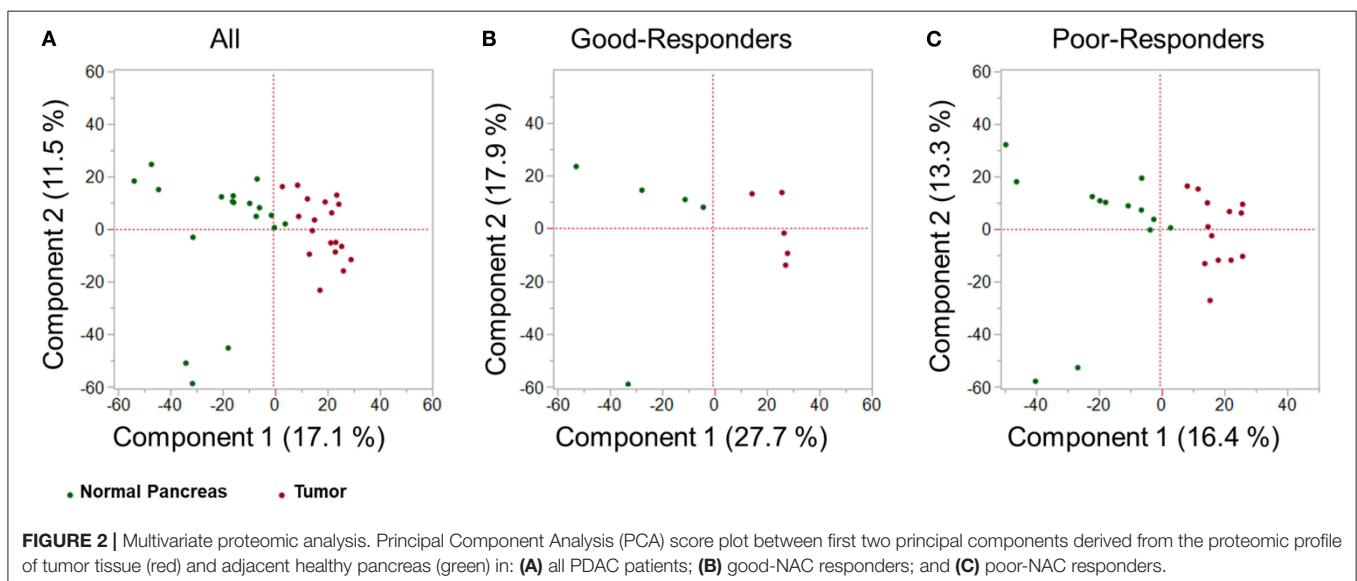 A All
B Good-Responders
C Poor-Responders
60
40
20
0
-20
-40
-60
Component 2 (11.5 %)
-60 -40 -20 0 20 40 60
Component 1 (17.1 %)
40
20
0
-20
-40
-60
Component 2 (17.9 %)
-60 -40 -20 0 20 40 60
Component 1 (27.7 %)
60
40
20
0
-20
-40
-60
Component 2 (13.3 %)
-40 -20 0 20 40
Component 1 (16.4 %)
Normal Pancreas Tumor
FIGURE 2 | Multivariate proteomic analysis. Principal Component Analysis (PCA) score plot between first two principal components derived from the proteomic profile
of tumor tissue (red) and adjacent healthy pancreas (green) in: (A) all PDAC patients; (B) good-NAC responders; and (C) poor-NAC responders.